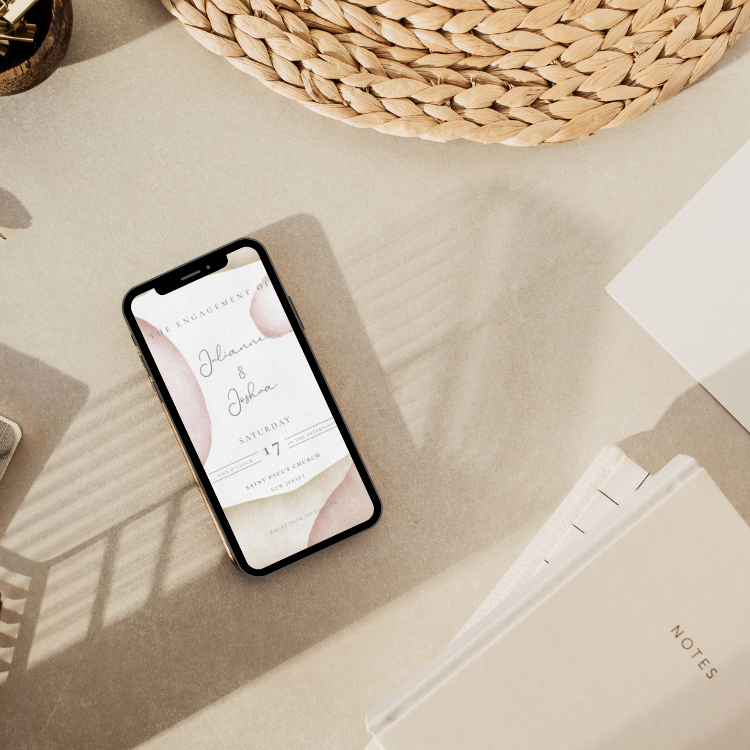 THE ENGAGEMENT OF
Julianne
&
Joshua
SATURDAY
FIVE O'CLOCK 17 IN THE AFTERNOON
SAINT PAUL'S CHURCH
NEW JERSEY
RECEPTION TO
NOTES